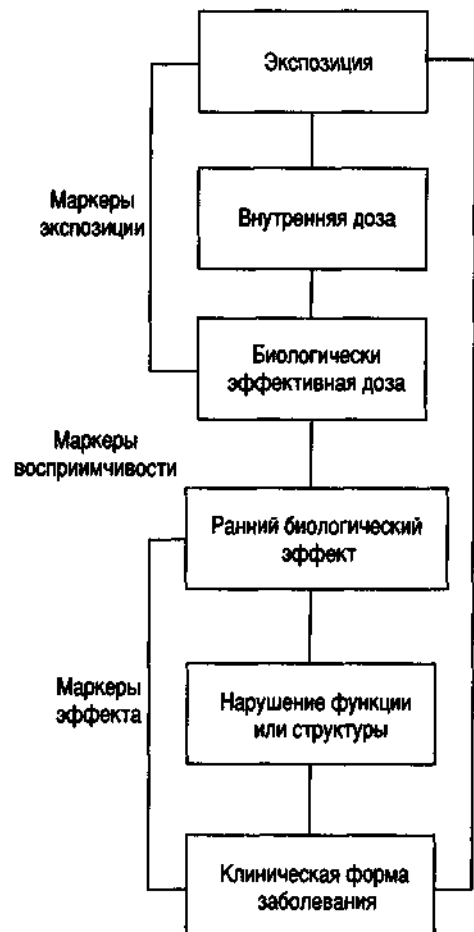 Экспозиция
Маркеры
экспозиции
Внутренняя доза
Биологически
эффективная доза
Маркеры
восприимчивости
Ранний биологический
эффект
Маркеры
эффекта
Нарушение функции
или структуры
Клиническая форма
заболевания